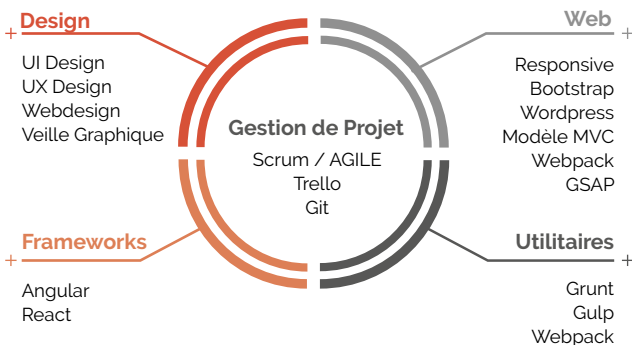 Design
UI Design
UX Design
Webdesign
Veille Graphique
Web
Responsive
Bootstrap
Wordpress
Modèle MVC
Webpack
GSAP
Gestion de Projet
Scrum / AGILE
Trello
Git
Frameworks
Angular
React
Utilitaires
Grunt
Gulp
Webpack